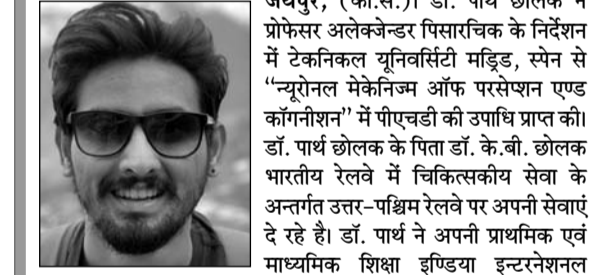 जयपुर, (का.सं.)। डॉ. पार्थ छोलक ने
प्रोफेसर अलेक्जेन्डर पिसारचिक के निर्देशन
में टेकनिकल यूनिवर्सिटी मड्रिड, स्पेन से
“न्यूरोनल मेकेनिज्म ऑफ परसेप्शन एण्ड
कॉगनीशन” में पीएचडी की उपाधि प्राप्त की।
डॉ. पार्थ छोलक के पिता डॉ. के.बी. छोलक
भारतीय रेलवे में चिकित्सकीय सेवा के
अन्तर्गत उत्तर-पश्चिम रेलवे पर अपनी सेवाएं
दे रहे है। डॉ. पार्थ ने अपनी प्राथमिक एवं
माध्यमिक शिक्षा इण्डिया इन्टरनेशनल